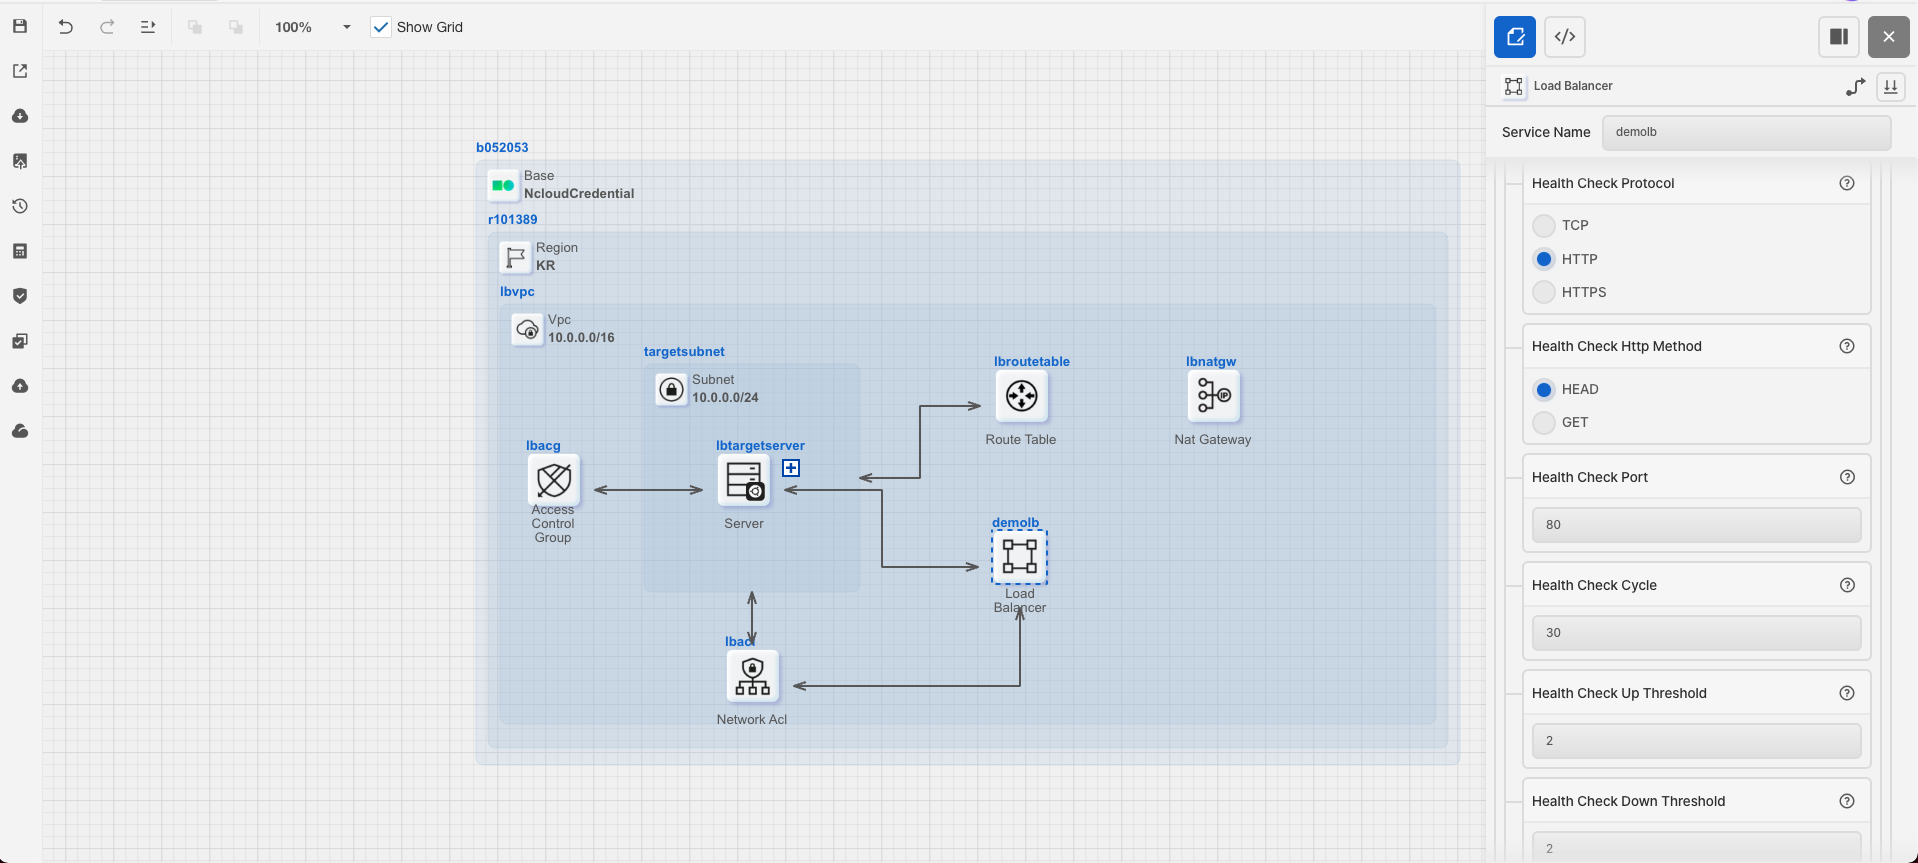 100%
Show Grid
Load Balancer
Service Name
demolb
Health Check Protocol
TCP
HTTP
HTTPS
Health Check Http Method
HEAD
GET
Health Check Port
80
Health Check Cycle
30
Health Check Up Threshold
2
Health Check Down Threshold
2
b052053
Base
NcloudCredential
r101389
Region
KR
lbvpc
Vpc
10.0.0.0/16
targetsubnet
Subnet
10.0.0.0/24
lbroutetable
Route Table
lbnatgw
IP
Nat Gateway
lbacg
Access
Control
Group
lbtargetserver
Server
demolb
Load
Balancer
lbacl
Network Acl